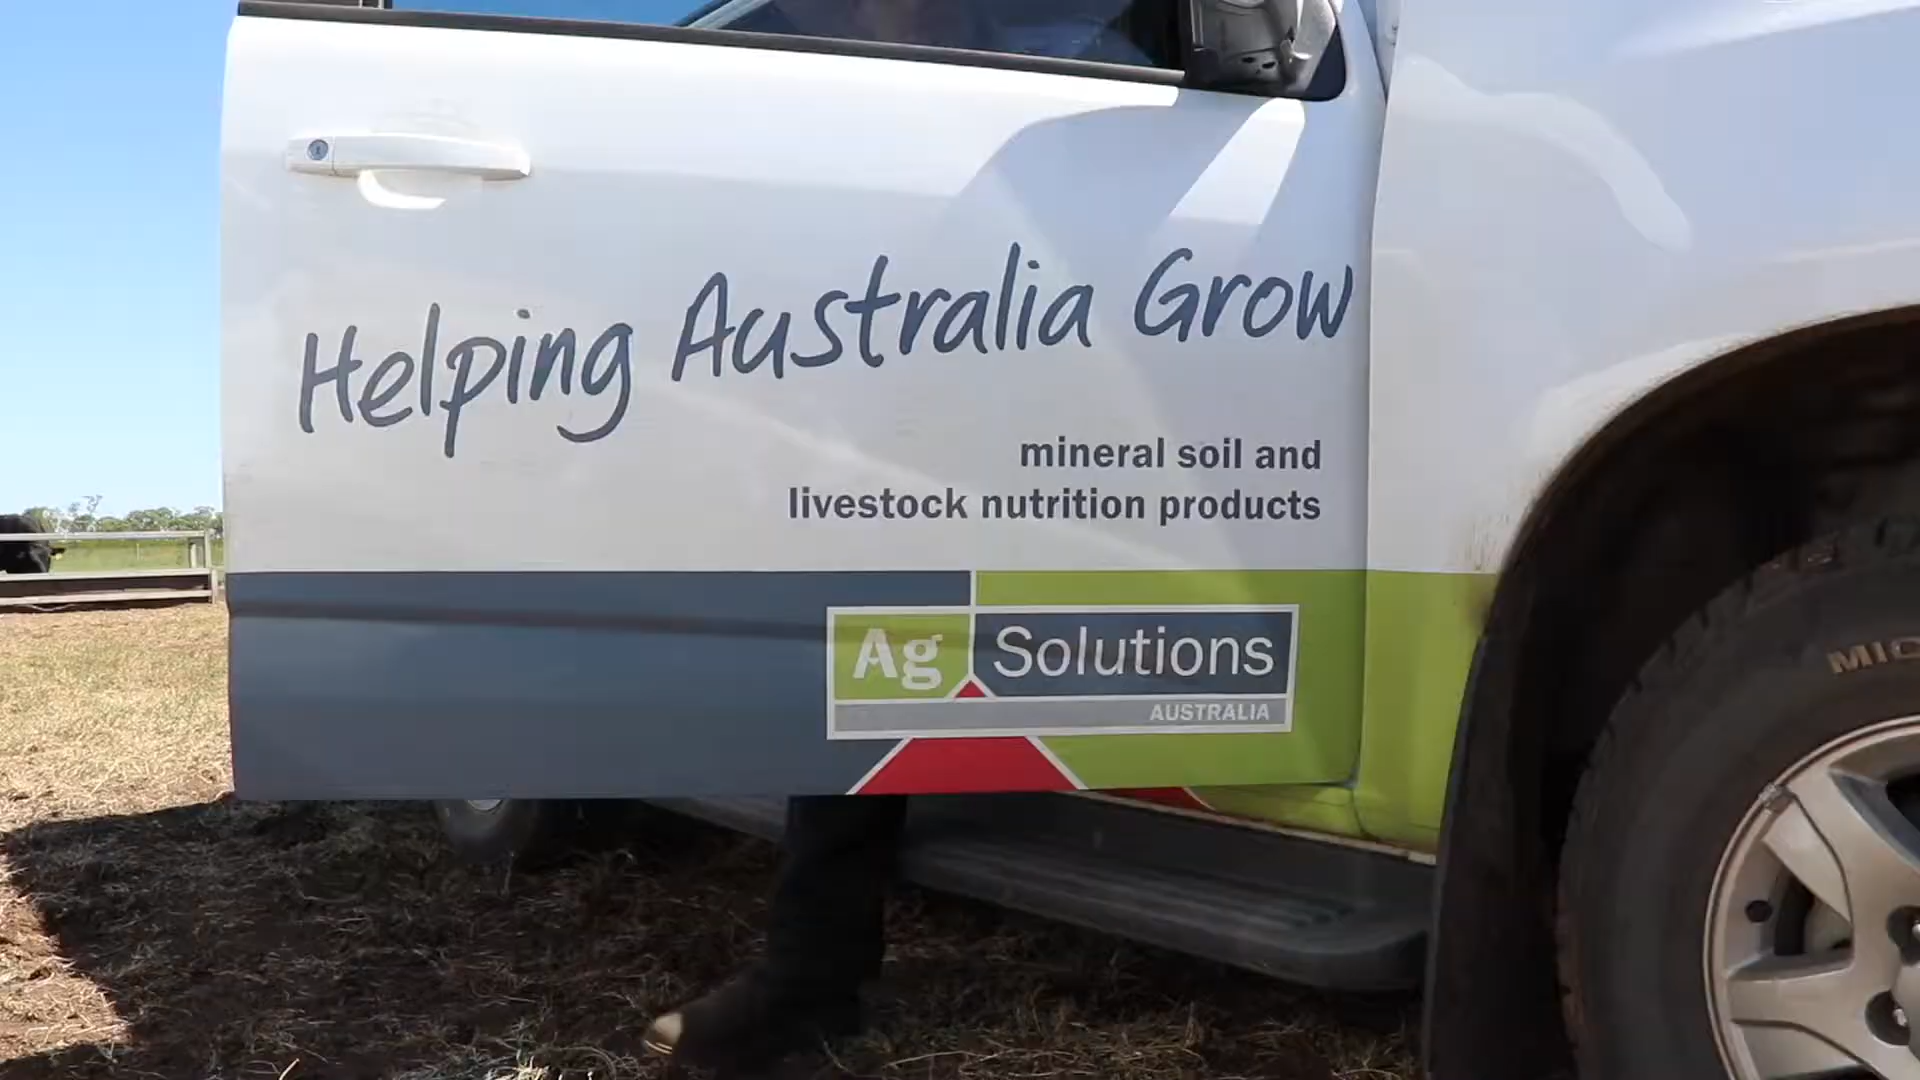 Helping Australia Grow
mineral soil and
livestock nutrition products
Ag Solutions
AUSTRALIA